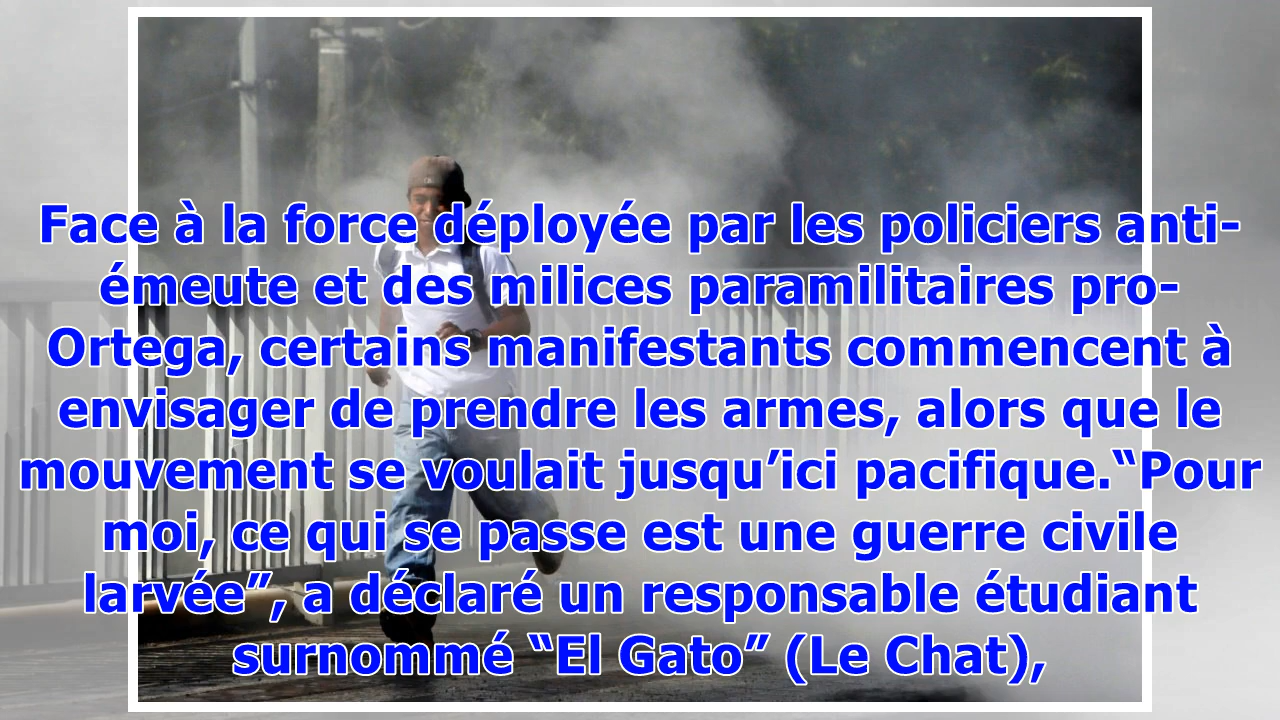 Face à la force déployée par les policiers anti-
émeute et des milices paramilitaires pro-
Ortega, certains manifestants commencent à
envisager de prendre les armes, alors que le
mouvement se voulait jusqu’ici pacifique.“Pour
moi, ce qui se passe est une guerre civile
larvée”, a déclaré un responsable étudiant
surnommé “El Gato” (Le Chat),